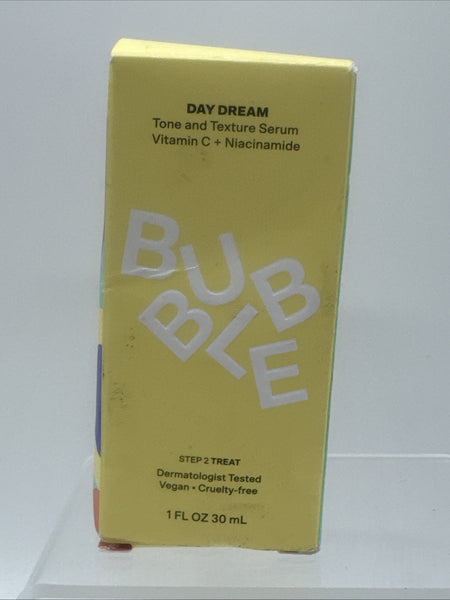 DAY DREAM
Tone and Texture Serum
Vitamin C + Niacinamide
BUBBLE
STEP 2 TREAT
Dermatologist Tested
Vegan • Cruelty-free
1 FL OZ 30 mL